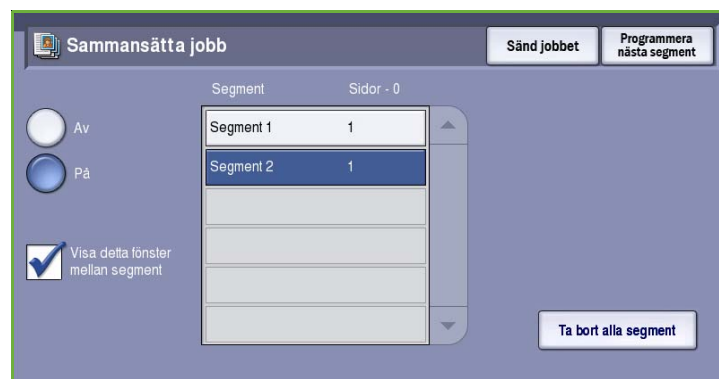 Sammansätta jobb
Sänd jobbet
Programmera
nästa segment
Segment Sidor - 0
Av
Segment 1 1
På
Segment 2 1
Visa detta fönster
mellan segment
Ta bort alla segment